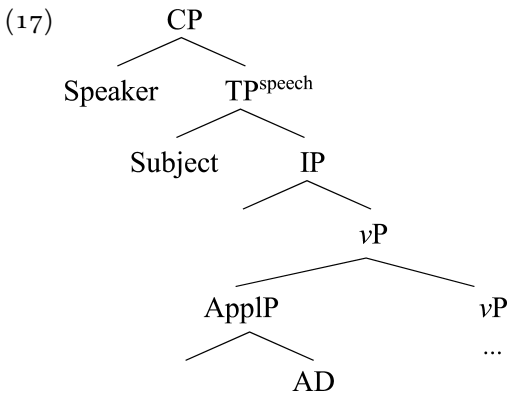 (17) CP
Speaker TPspeech
Subject IP
vP
ApplP vP
...
AD